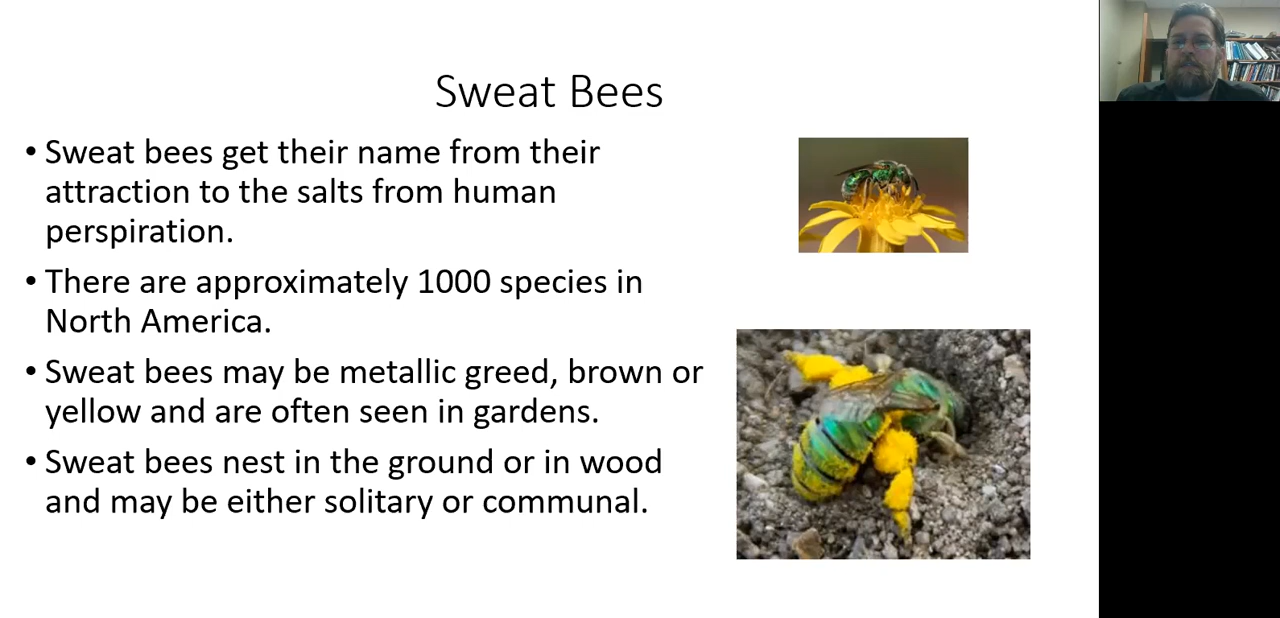 Sweat Bees
• Sweat bees get their name from their
attraction to the salts from human
perspiration.
• There are approximately 1000 species in
North America.
• Sweat bees may be metallic greed, brown or
yellow and are often seen in gardens.
• Sweat bees nest in the ground or in wood
and may be either solitary or communal.